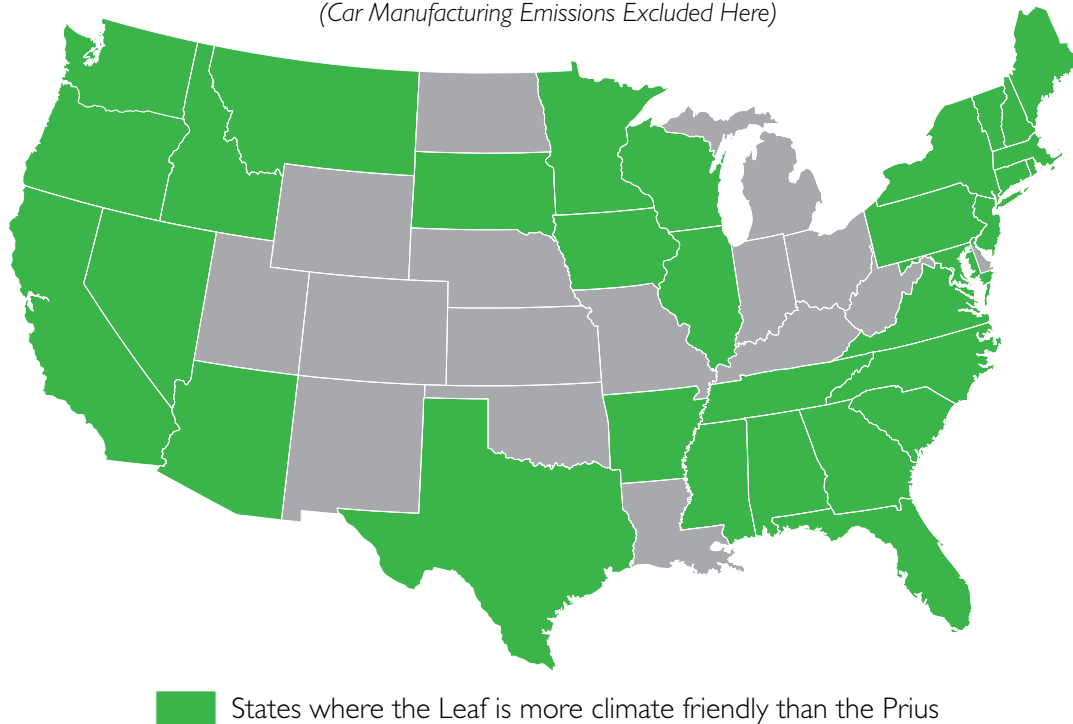 (Car Manufacturing Emissions Excluded Here)
States where the Leaf is more climate friendly than the Prius